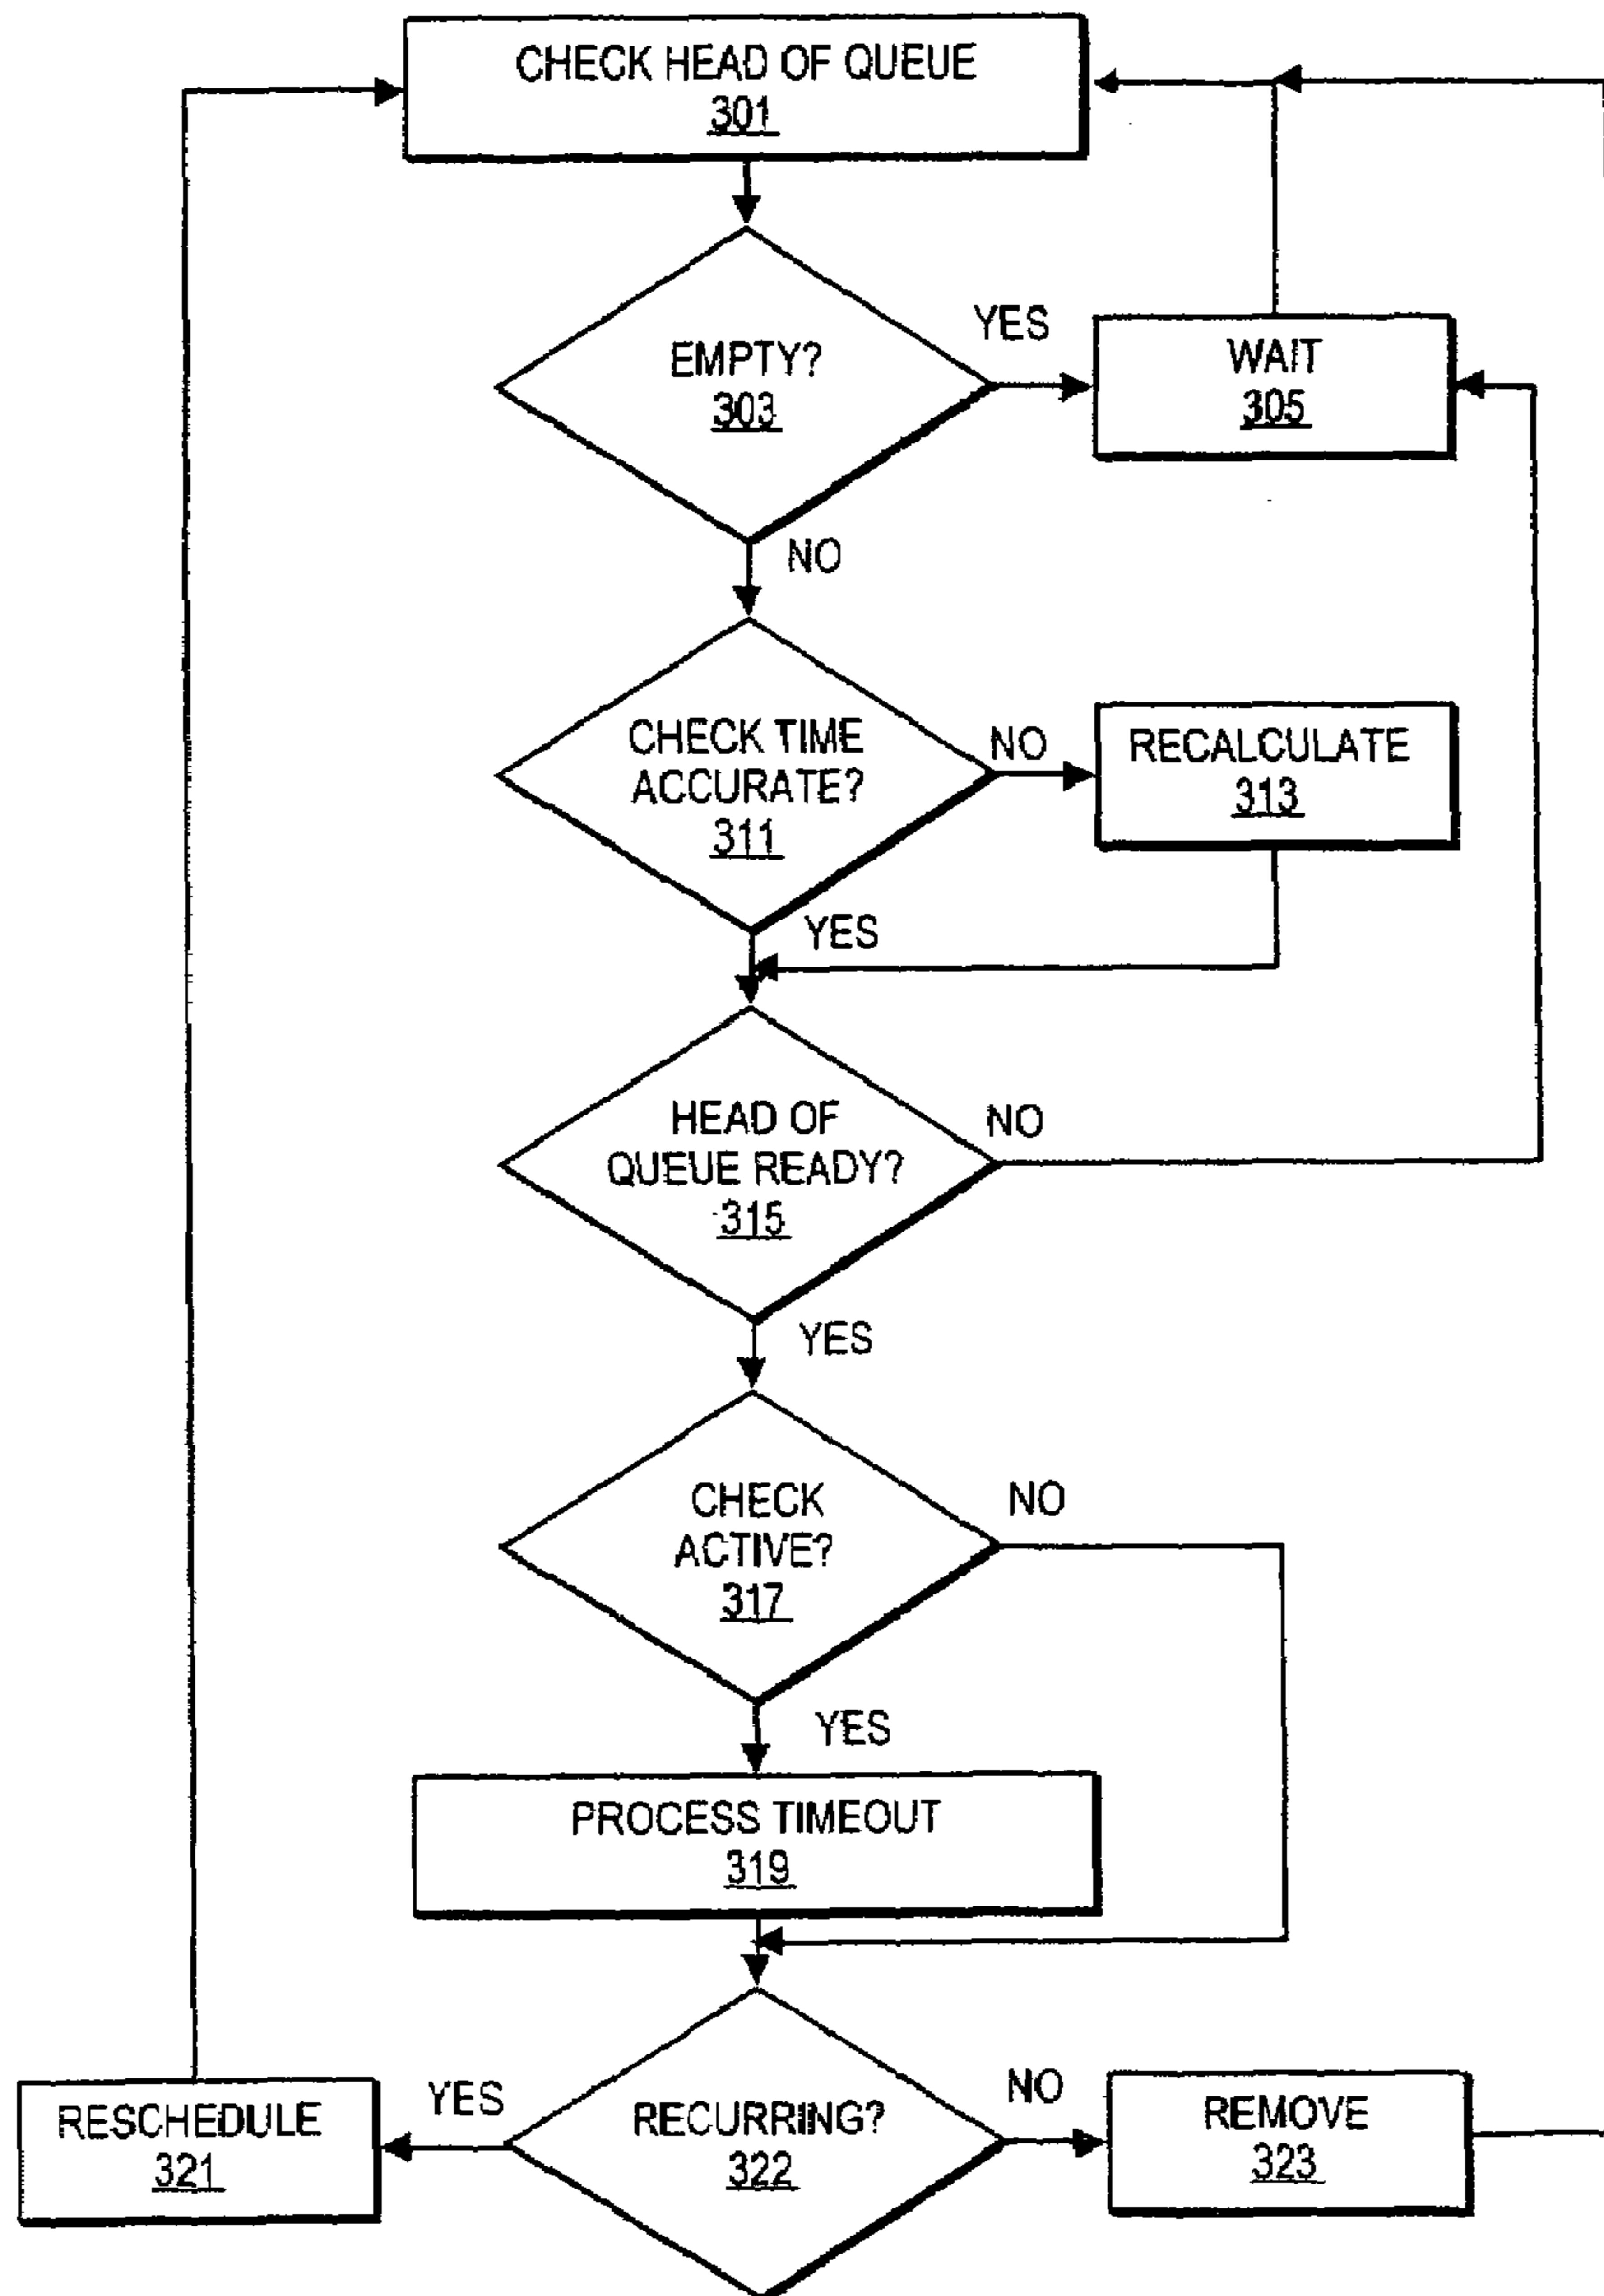 CHECK HEAD OF QUEUE
301
EMPTY?
303
YES
WAIT
305
NO
CHECK TIME
ACCURATE?
311
NO
RECALCULATE
313
YES
HEAD OF
QUEUE READY?
315
NO
YES
CHECK
ACTIVE?
317
NO
YES
PROCESS TIMEOUT
319
RECURRING?
322
YES
RESCHEDULE
321
NO
REMOVE
323